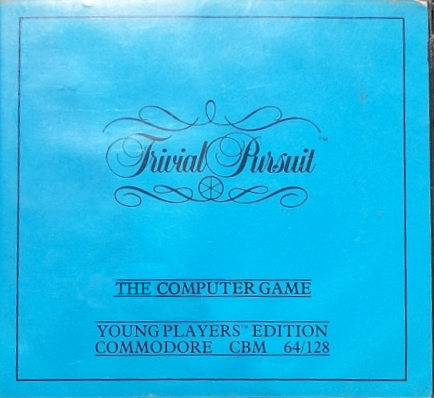 Trivial Pursuit™
THE COMPUTER GAME
YOUNG PLAYERS™ EDITION
COMMODORE CBM 64/128